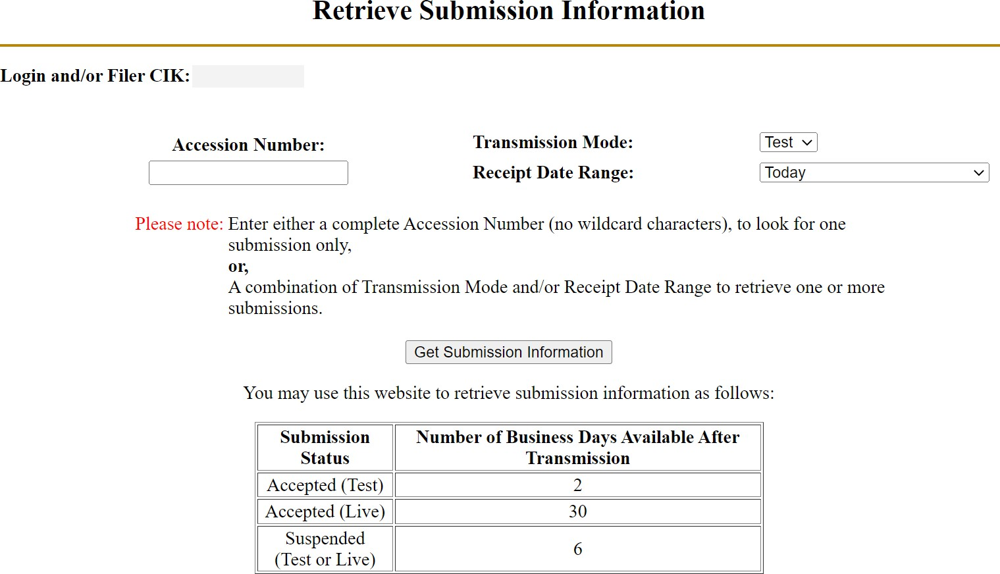 Retrieve Submission Information
Login and/or Filer CIK:
Accession Number:
Transmission Mode:
Test
Receipt Date Range:
Today
Please note: Enter either a complete Accession Number (no wildcard characters), to look for one
submission only,
or,
A combination of Transmission Mode and/or Receipt Date Range to retrieve one or more
submissions.
Get Submission Information
You may use this website to retrieve submission information as follows:
Submission
Status
Number of Business Days Available After
Transmission
Accepted (Test)
2
Accepted (Live)
30
Suspended
(Test or Live)
6